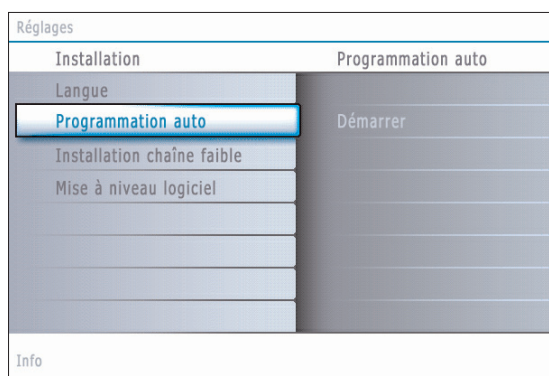 Réglages
Installation Programmation auto
Langue
Programmation auto Démarrer
Installation chaîne faible
Mise à niveau logiciel
Info